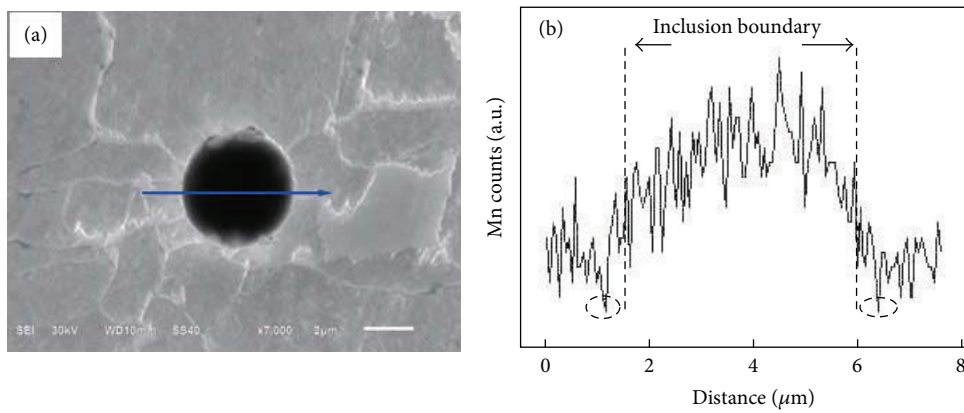 (a)
SEI 30kV WD10mm SS40 x7,000 2μm
(b)
Inclusion boundary
Mn counts (a.u.)
0 2 4 6 8
Distance (μm)